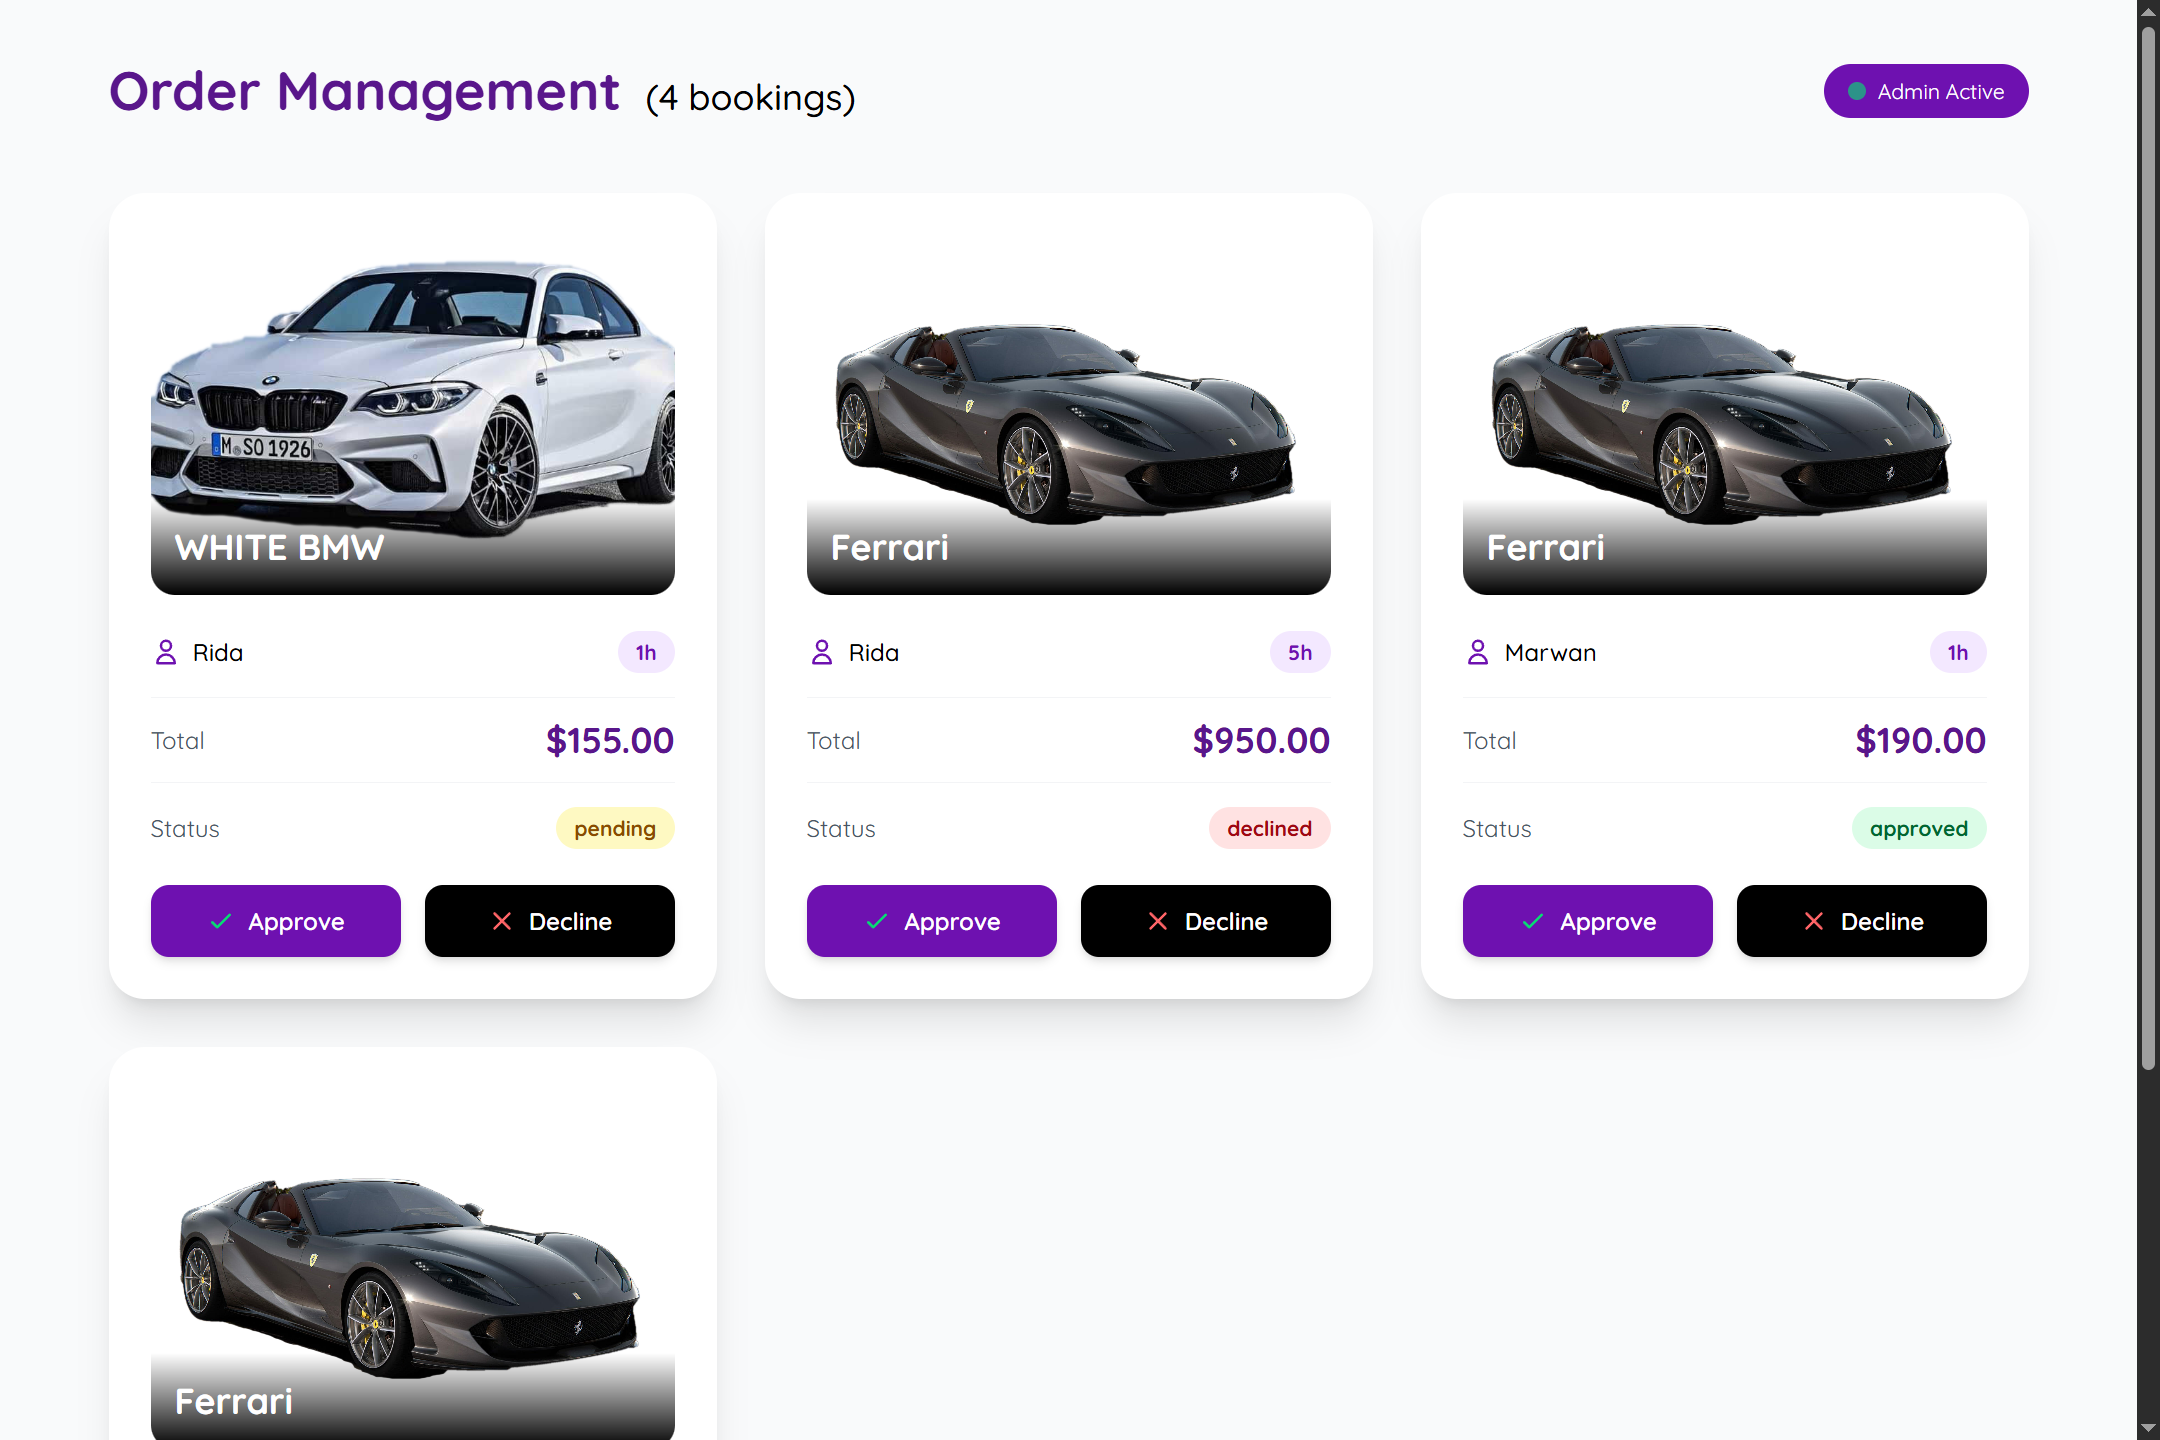 Order Management (4 bookings)
Admin Active
M SO 1926
WHITE BMW
Rida
1h
Total
$155.00
Status
pending
Approve
Decline
Ferrari
Rida
5h
Total
$950.00
Status
declined
Approve
Decline
Ferrari
Marwan
1h
Total
$190.00
Status
approved
Approve
Decline
Ferrari